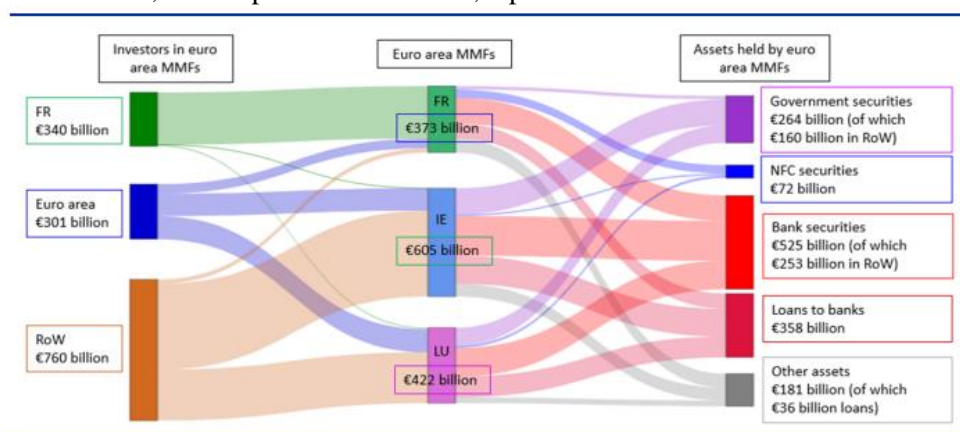 Investors in euro
area MMFs
Euro area MMFs
Assets held by euro
area MMFs
FR
€340 billion
Euro area
€301 billion
RoW
€760 billion
FR
€373 billion
IE
€605 billion
LU
€422 billion
Government securities
€264 billion (of which
€160 billion in RoW)
NFC securities
€72 billion
Bank securities
€525 billion (of which
€253 billion in RoW)
Loans to banks
€358 billion
Other assets
€181 billion (of which
€36 billion loans)